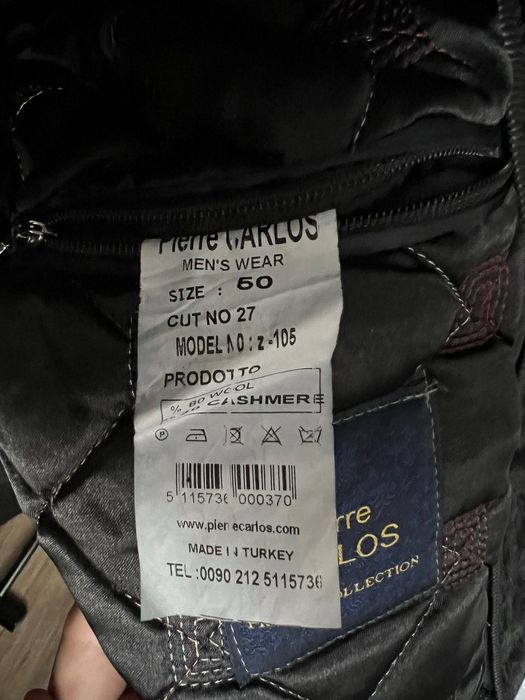 Pierre CARLOS
MEN'S WEAR
SIZE : 50
CUT NO 27
MODEL NO : z -105
PRODOTTO
% 80 WOOL
CASHMERE
P
5 115736 000370
www.pierrecarlos.com
MADE IN TURKEY
TEL :0090 212 5115736
rre
LOS
OLLECTION